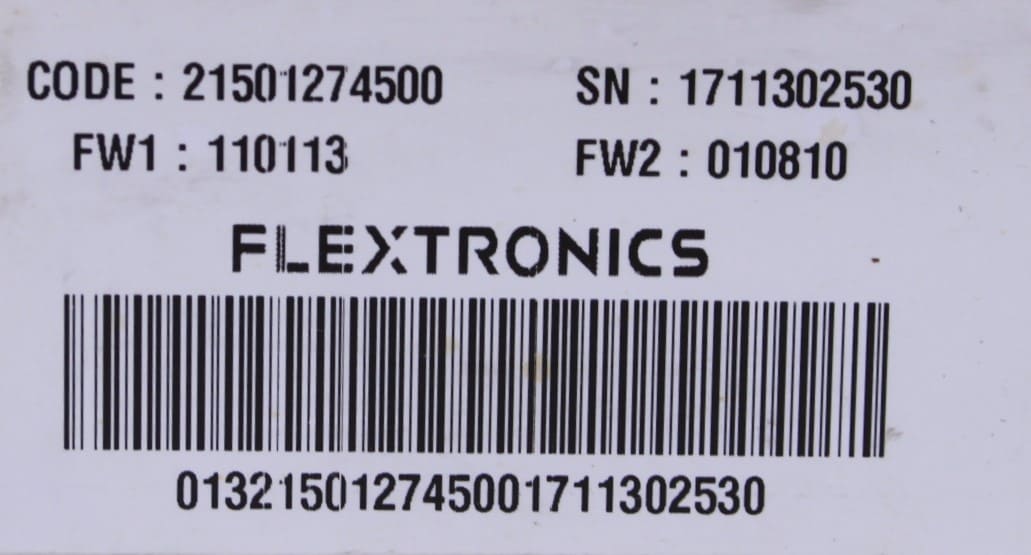 CODE : 21501274500 SN : 1711302530
FW1 : 110113 FW2 : 010810
FLEXTRONICS
013215012745001711302530